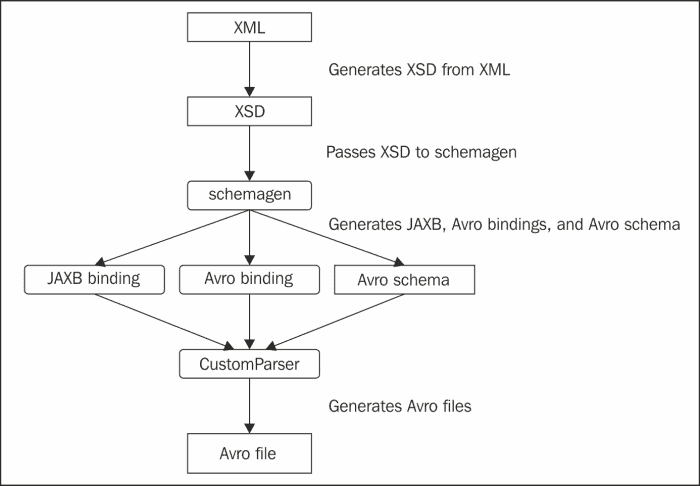 XML
Generates XSD from XML
XSD
Passes XSD to schemagen
schemagen
Generates JAXB, Avro bindings, and Avro schema
JAXB binding
Avro binding
Avro schema
CustomParser
Generates Avro files
Avro file